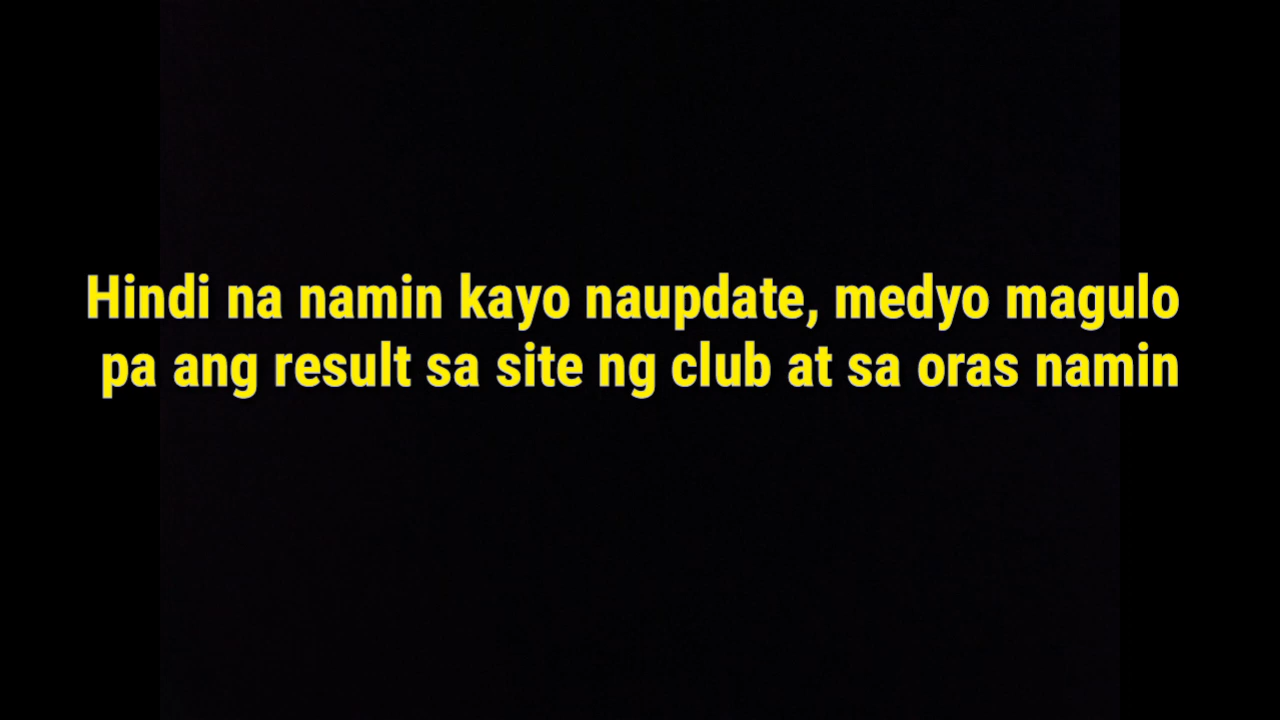 Hindi na namin kayo naupdate, medyo magulo
pa ang result sa site ng club at sa oras namin